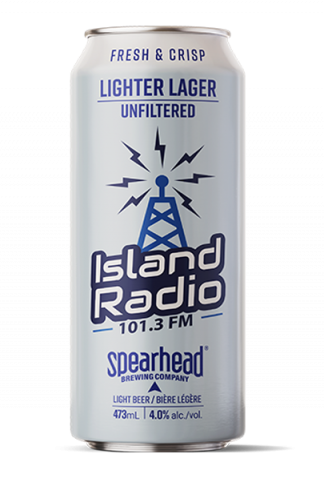 FRESH & CRISP
LIGHTER LAGER
UNFILTERED
Island
Radio
101.3 FM
Spearhead®
BREWING COMPANY
LIGHT BEER / BIÈRE LÉGÈRE
473mL | 4.0% alc./vol.